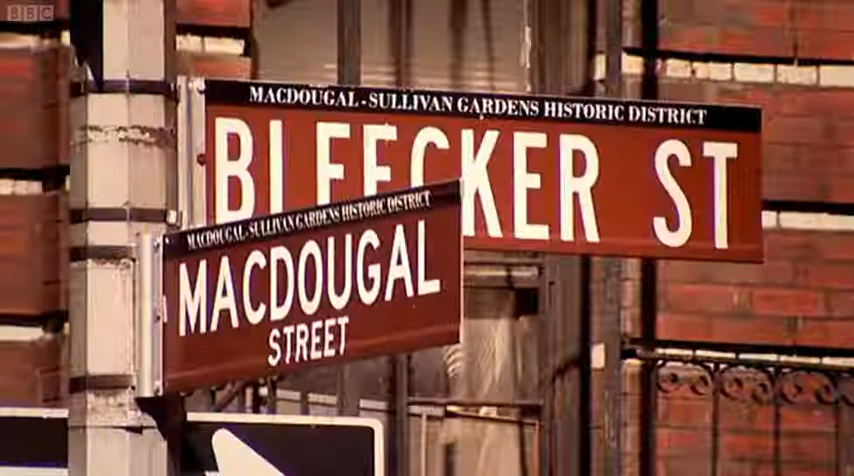 BBC
MACDOUGAL-SULLIVAN GARDENS HISTORIC DISTRICT
BLEECKER ST
MACDOUGAL-SULLIVAN GARDENS HISTORIC DISTRICT
MACDOUGAL
STREET